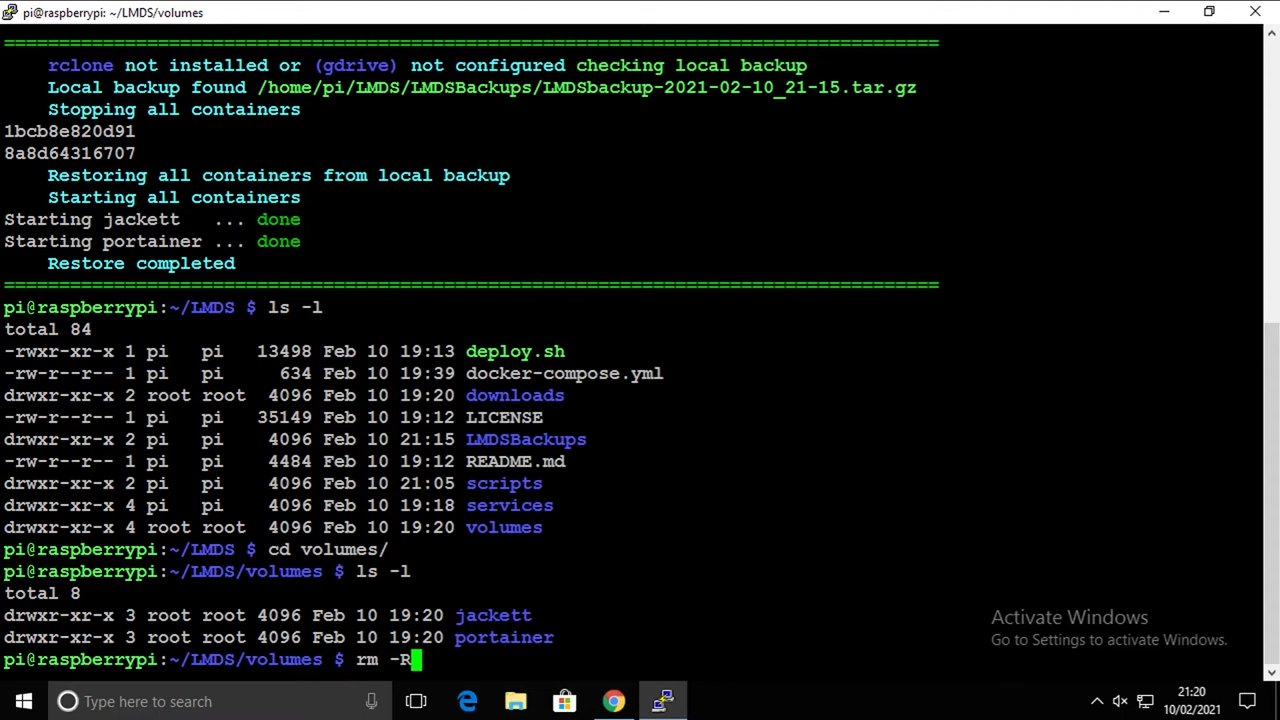 pi@raspberrypi: ~/LMDS/volumes
=====================================================================================
rclone not installed or (gdrive) not configured checking local backup
Local backup found /home/pi/LMDS/LMDSBackups/LMDSbackup-2021-02-10_21-15.tar.gz
Stopping all containers
1bcb8e820d91
8a8d64316707
Restoring all containers from local backup
Starting all containers
Starting jackett   ... done
Starting portainer ... done
Restore completed
=====================================================================================
pi@raspberrypi:~/LMDS $ ls -l
total 84
-rwxr-xr-x 1 pi   pi   13498 Feb 10 19:13 deploy.sh
-rw-r--r-- 1 pi   pi     634 Feb 10 19:39 docker-compose.yml
drwxr-xr-x 2 root root  4096 Feb 10 19:20 downloads
-rw-r--r-- 1 pi   pi   35149 Feb 10 19:12 LICENSE
drwxr-xr-x 2 pi   pi    4096 Feb 10 21:15 LMDSBackups
-rw-r--r-- 1 pi   pi    4484 Feb 10 19:12 README.md
drwxr-xr-x 2 pi   pi    4096 Feb 10 21:05 scripts
drwxr-xr-x 4 pi   pi    4096 Feb 10 19:18 services
drwxr-xr-x 4 root root  4096 Feb 10 19:20 volumes
pi@raspberrypi:~/LMDS $ cd volumes/
pi@raspberrypi:~/LMDS/volumes $ ls -l
total 8
drwxr-xr-x 3 root root 4096 Feb 10 19:20 jackett
drwxr-xr-x 3 root root 4096 Feb 10 19:20 portainer
pi@raspberrypi:~/LMDS/volumes $ rm -R
Activate Windows
Go to Settings to activate Windows.
Type here to search
21:20
10/02/2021